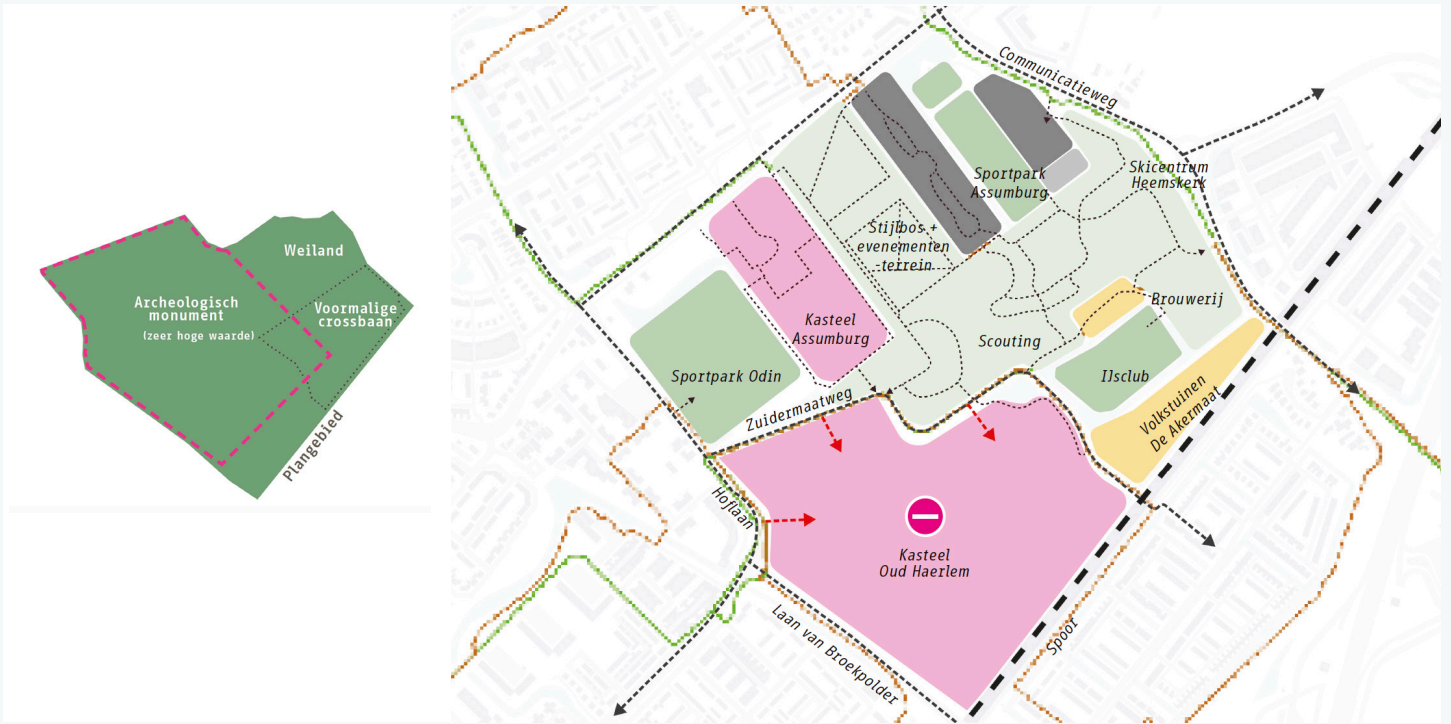 Weiland
Archeologisch
monument
(zeer hoge waarde)
Voormalige
crossbaan
Plangebied
Communicatieweg
Skicentrum
Heemskerk
Sportpark
Assumburg
Stijlbos +
evenementen
-terrein
Kasteel
Assumburg
Brouwerij
Scouting
Sportpark Odin
IJsclub
Zuidermaatweg
Volkstuinen
De Akermaat
Hoflaan
Kasteel
Oud Haerlem
Laan van Broekpolder
Spoor